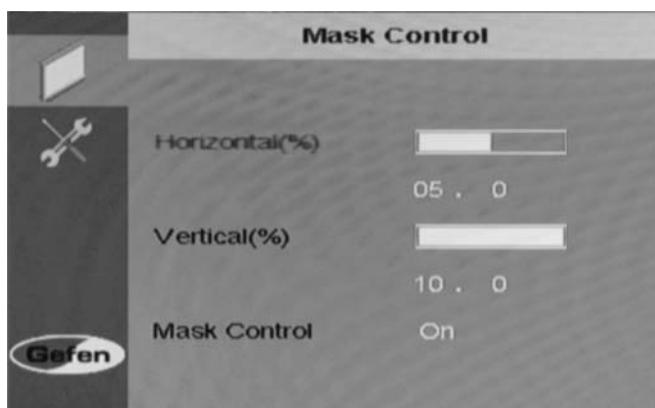 Mask Control
Horizontal(%)
05 . 0
Vertical(%)
10 . 0
Mask Control On
Gefen